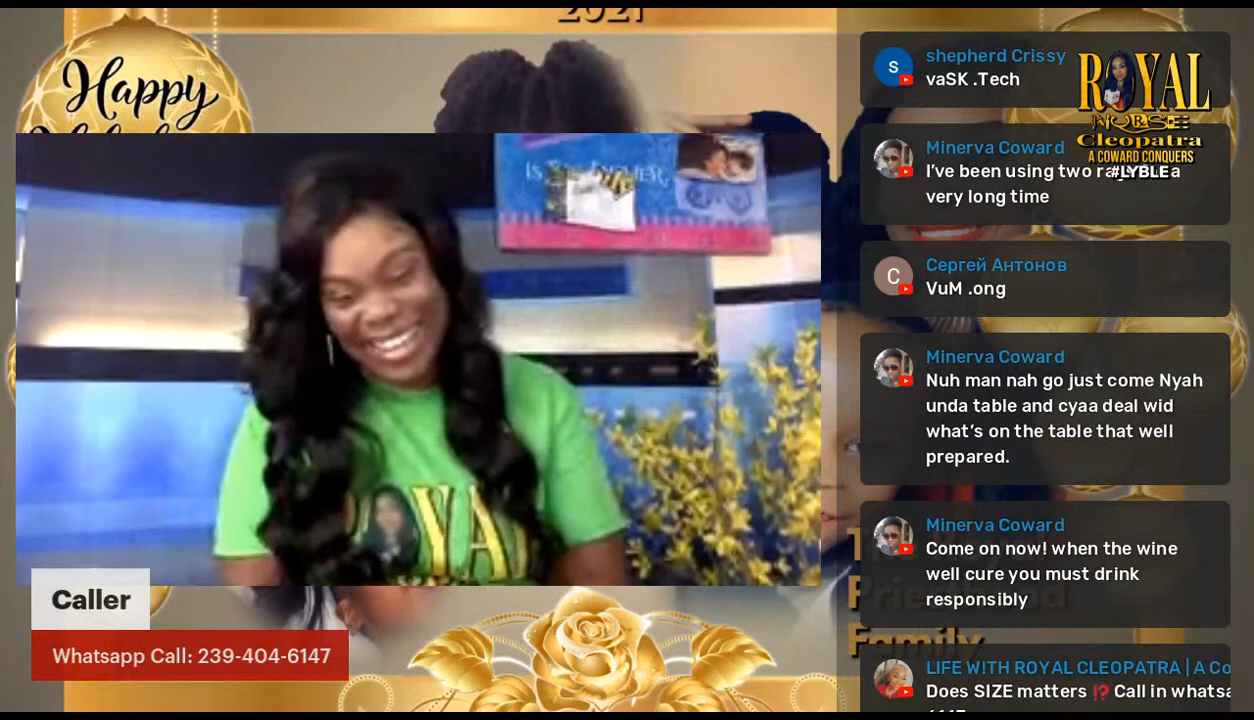 2021
Happy
IS
FATHER
ROYAL
Caller
Whatsapp Call: 239-404-6147
shepherd Crissy
vaSK .Tech
ROYAL
NURSE
Cleopatra
A COWARD CONQUERS
#LYBLE
Minerva Coward
I've been using two
very long time
Сергей Антонов
VuM .ong
Minerva Coward
Nuh man nah go just come Nyah
unda table and cyaa deal wid
what's on the table that well
prepared.
Minerva Coward
Come on now! when the wine
well cure you must drink
responsibly
Family
LIFE WITH ROYAL CLEOPATRA | A Co
Does SIZE matters ⁉️ Call in whatsa